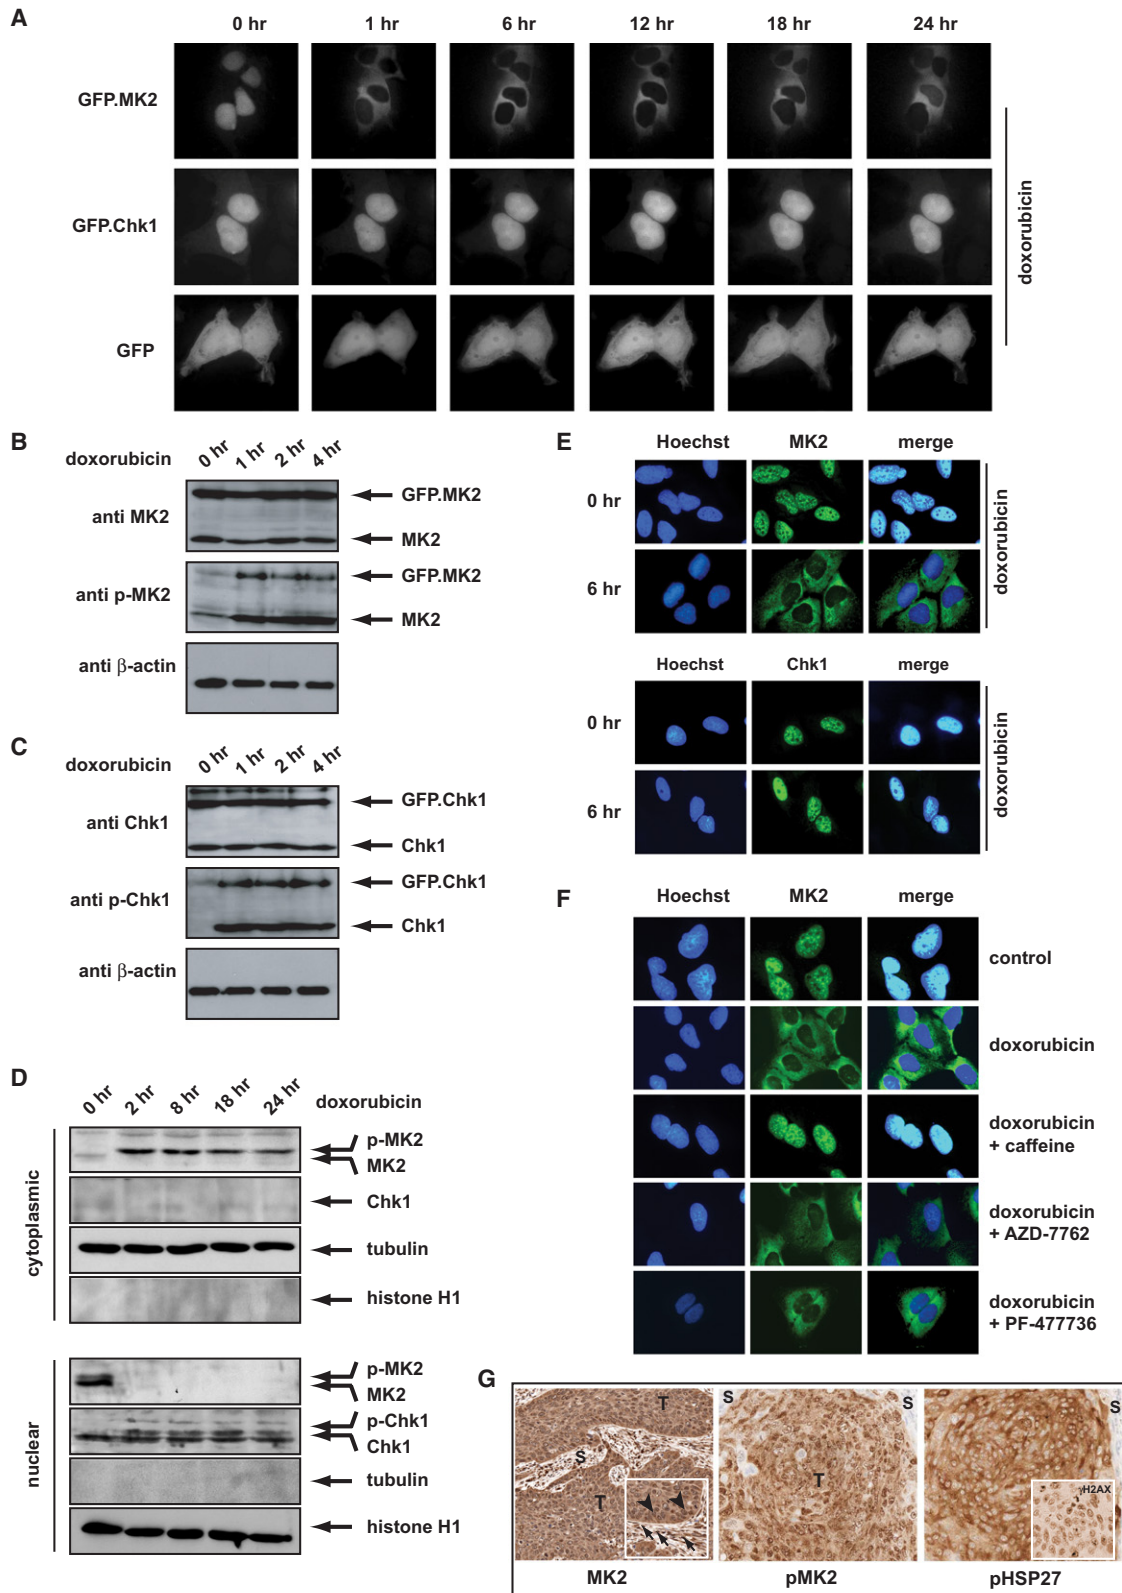 A
0 hr 1 hr 6 hr 12 hr 18 hr 24 hr
GFP.MK2
GFP.Chk1
GFP
doxorubicin
B
doxorubicin 0 hr 1 hr 2 hr 4 hr
anti MK2
GFP.MK2
MK2
anti p-MK2
GFP.MK2
MK2
anti β-actin
C
doxorubicin 0 hr 1 hr 2 hr 4 hr
anti Chk1
GFP.Chk1
Chk1
anti p-Chk1
GFP.Chk1
Chk1
anti β-actin
D
0 hr 2 hr 8 hr 18 hr 24 hr doxorubicin
cytoplasmic
p-MK2
MK2
Chk1
tubulin
histone H1
nuclear
p-MK2
MK2
p-Chk1
Chk1
tubulin
histone H1
E
Hoechst MK2 merge
0 hr
6 hr
doxorubicin
Hoechst Chk1 merge
0 hr
6 hr
doxorubicin
F
Hoechst MK2 merge
control
doxorubicin
doxorubicin
+ caffeine
doxorubicin
+ AZD-7762
doxorubicin
+ PF-477736
G
T
S
T
S S
T
S
γH2AX
MK2 pMK2 pHSP27